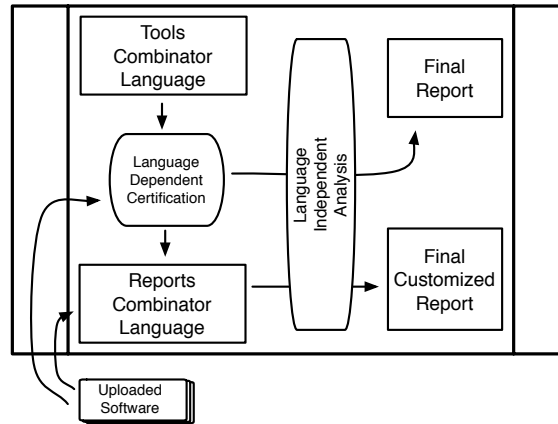 Tools
Combinator
Language
Final
Report
Language
Dependent
Certification
Language
Independent
Analysis
Reports
Combinator
Language
Final
Customized
Report
Uploaded
Software